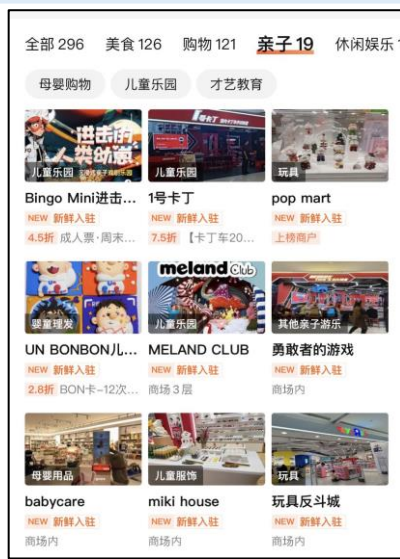 全部 296 美食 126 购物 121 亲子 19 休闲娱乐
母婴购物 儿童乐园 才艺教育
进击的
人类幼崽
儿童乐园 儿童乐园 玩具
Bingo Mini进击... 1号卡丁 pop mart
NEW 新鲜入驻 NEW 新鲜入驻 NEW 新鲜入驻
4.5折 成人票·周末... 7.5折 【卡丁车20... 上榜商户
meland Club
婴童理发 儿童乐园 其他亲子游乐
UN BONBON儿... MELAND CLUB 勇敢者的游戏
NEW 新鲜入驻 NEW 新鲜入驻 NEW 新鲜入驻
2.8折 BON卡-12次... 商场3层 商场内
母婴用品 儿童服饰 玩具
babycare miki house 玩具反斗城
NEW 新鲜入驻 NEW 新鲜入驻 NEW 新鲜入驻
商场内 商场内 商场内